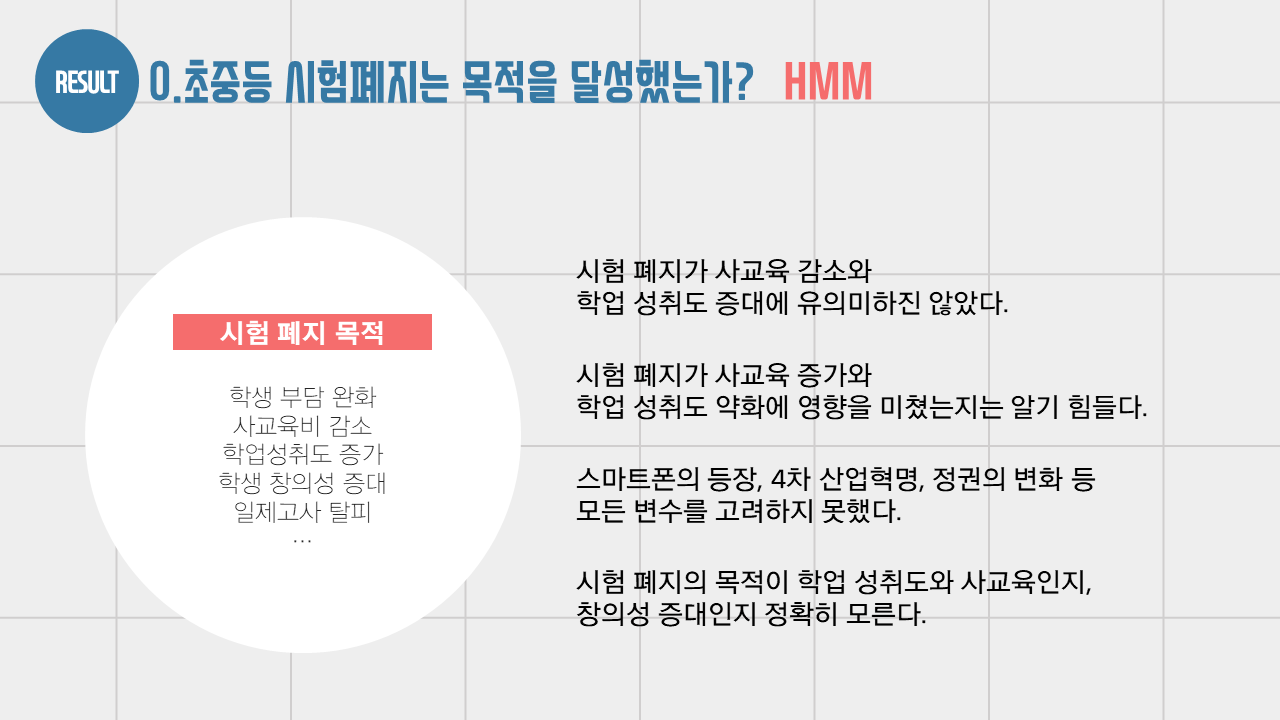 RESULT
0.초중등 시험폐지는 목적을 달성했는가? HMM
시험 폐지 목적
학생 부담 완화
사교육비 감소
학업성취도 증가
학생 창의성 증대
일제고사 탈피
...
시험 폐지가 사교육 감소와
학업 성취도 증대에 유의미하진 않았다.
시험 폐지가 사교육 증가와
학업 성취도 약화에 영향을 미쳤는지는 알기 힘들다.
스마트폰의 등장, 4차 산업혁명, 정권의 변화 등
모든 변수를 고려하지 못했다.
시험 폐지의 목적이 학업 성취도와 사교육인지,
창의성 증대인지 정확히 모른다.